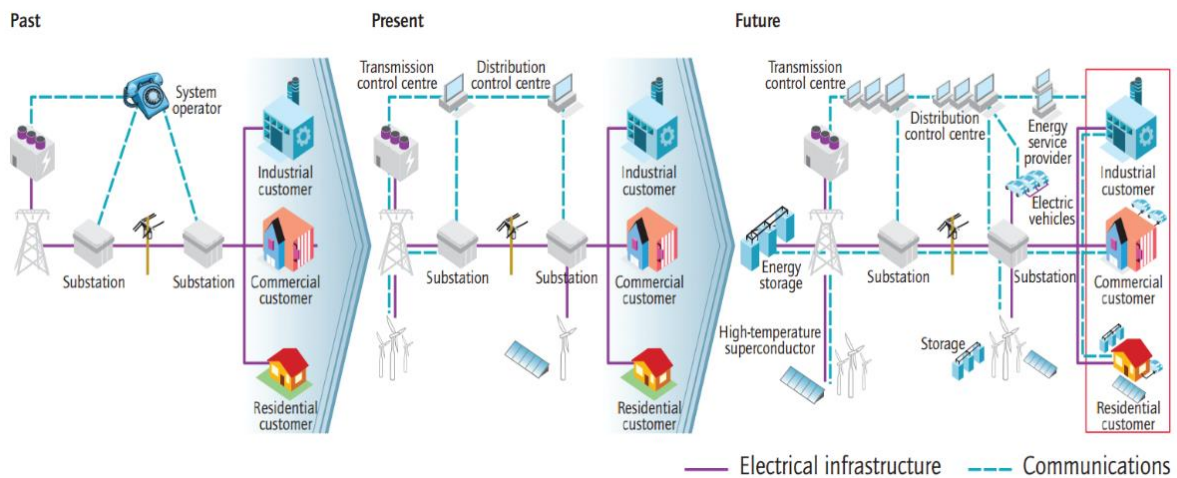 Past
Present
Future
System
operator
Substation
Substation
Industrial
customer
Commercial
customer
Residential
customer
Transmission
control centre
Distribution
control centre
Substation
Substation
Industrial
customer
Commercial
customer
Residential
customer
Transmission
control centre
Distribution
control centre
Energy
service
provider
Electric
vehicles
Energy
storage
Substation
Substation
High-temperature
superconductor
Storage
Industrial
customer
Commercial
customer
Residential
customer
Electrical infrastructure
Communications